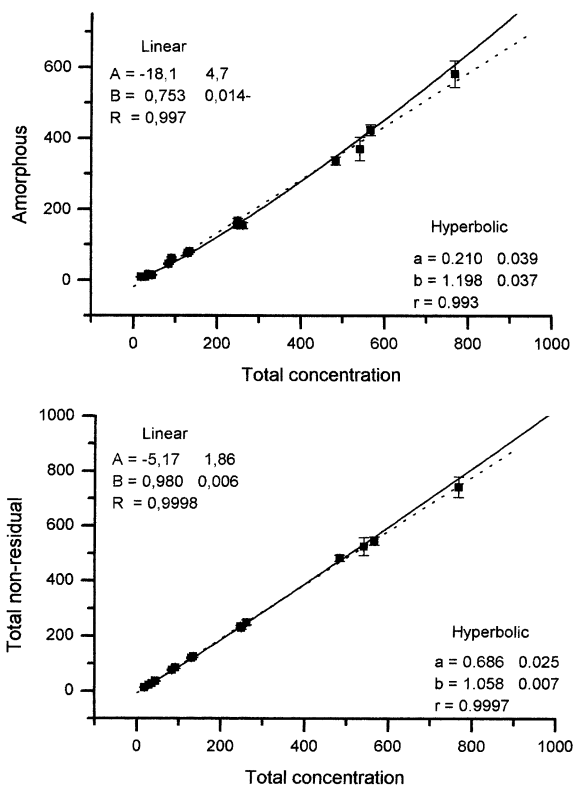 600
400
200
0
Amorphous
Linear
A = -18,1 4,7
B = 0,753 0,014-
R = 0,997
Hyperbolic
a = 0.210 0.039
b = 1.198 0.037
r = 0.993
0 200 400 600 800 1000
Total concentration
1000
800
600
400
200
0
Total non-residual
Linear
A = -5,17 1,86
B = 0,980 0,006
R = 0,9998
Hyperbolic
a = 0.686 0.025
b = 1.058 0.007
r = 0.9997
0 200 400 600 800 1000
Total concentration